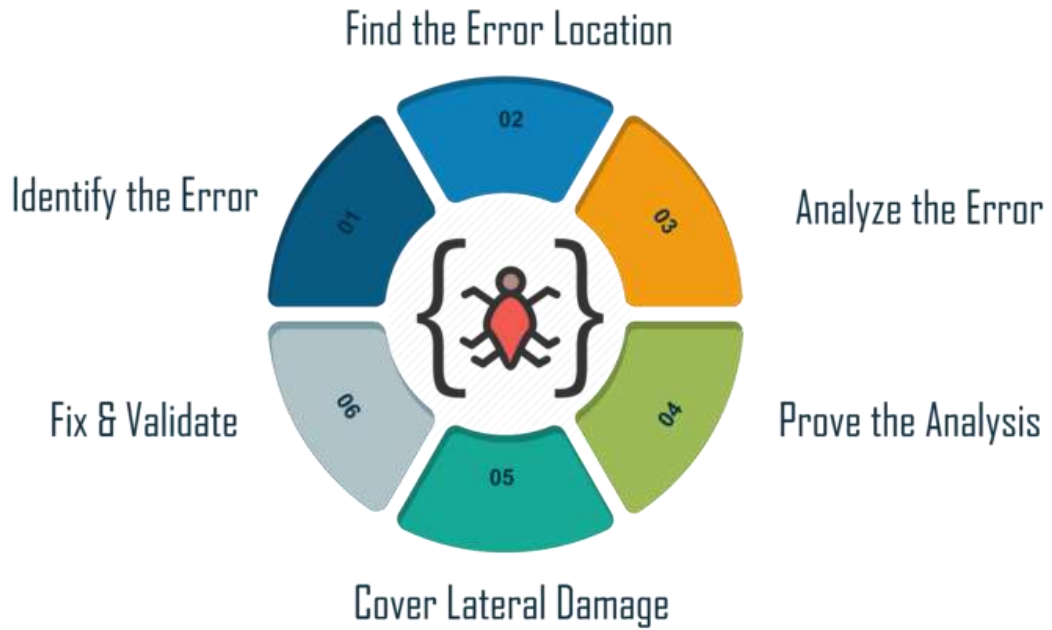 Find the Error Location
02
Identify the Error
01
03
Analyze the Error
Fix & Validate
06
04
Prove the Analysis
05
Cover Lateral Damage